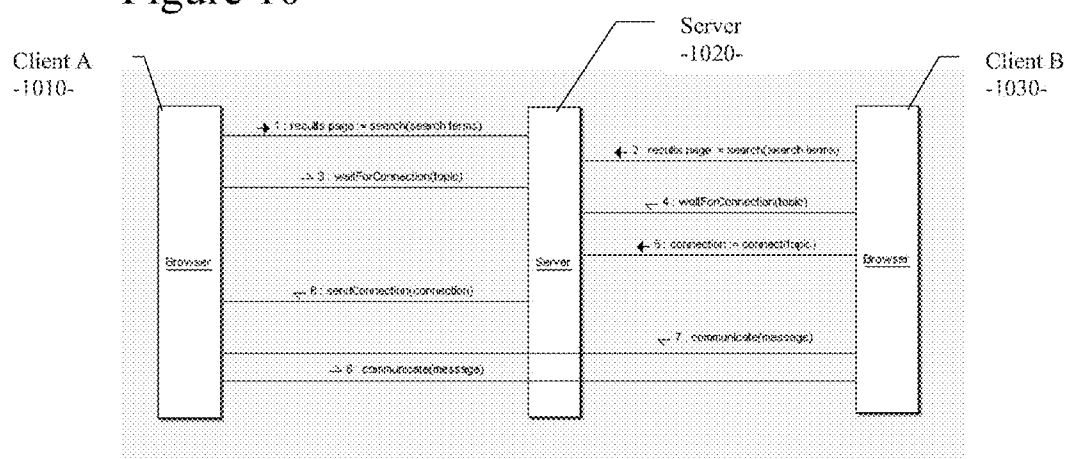 Figure 10
Server
-1020-
Client A
-1010-
Client B
-1030-
1 : results page := search(search terms)
2 : results page := search(search terms)
3 : waitForConnection(topic)
4 : waitForConnection(topic)
5 : connection := connect(topic)
Browser
Server
Browser
6 : sendConnection(connection)
7 : communicate(message)
8 : communicate(message)